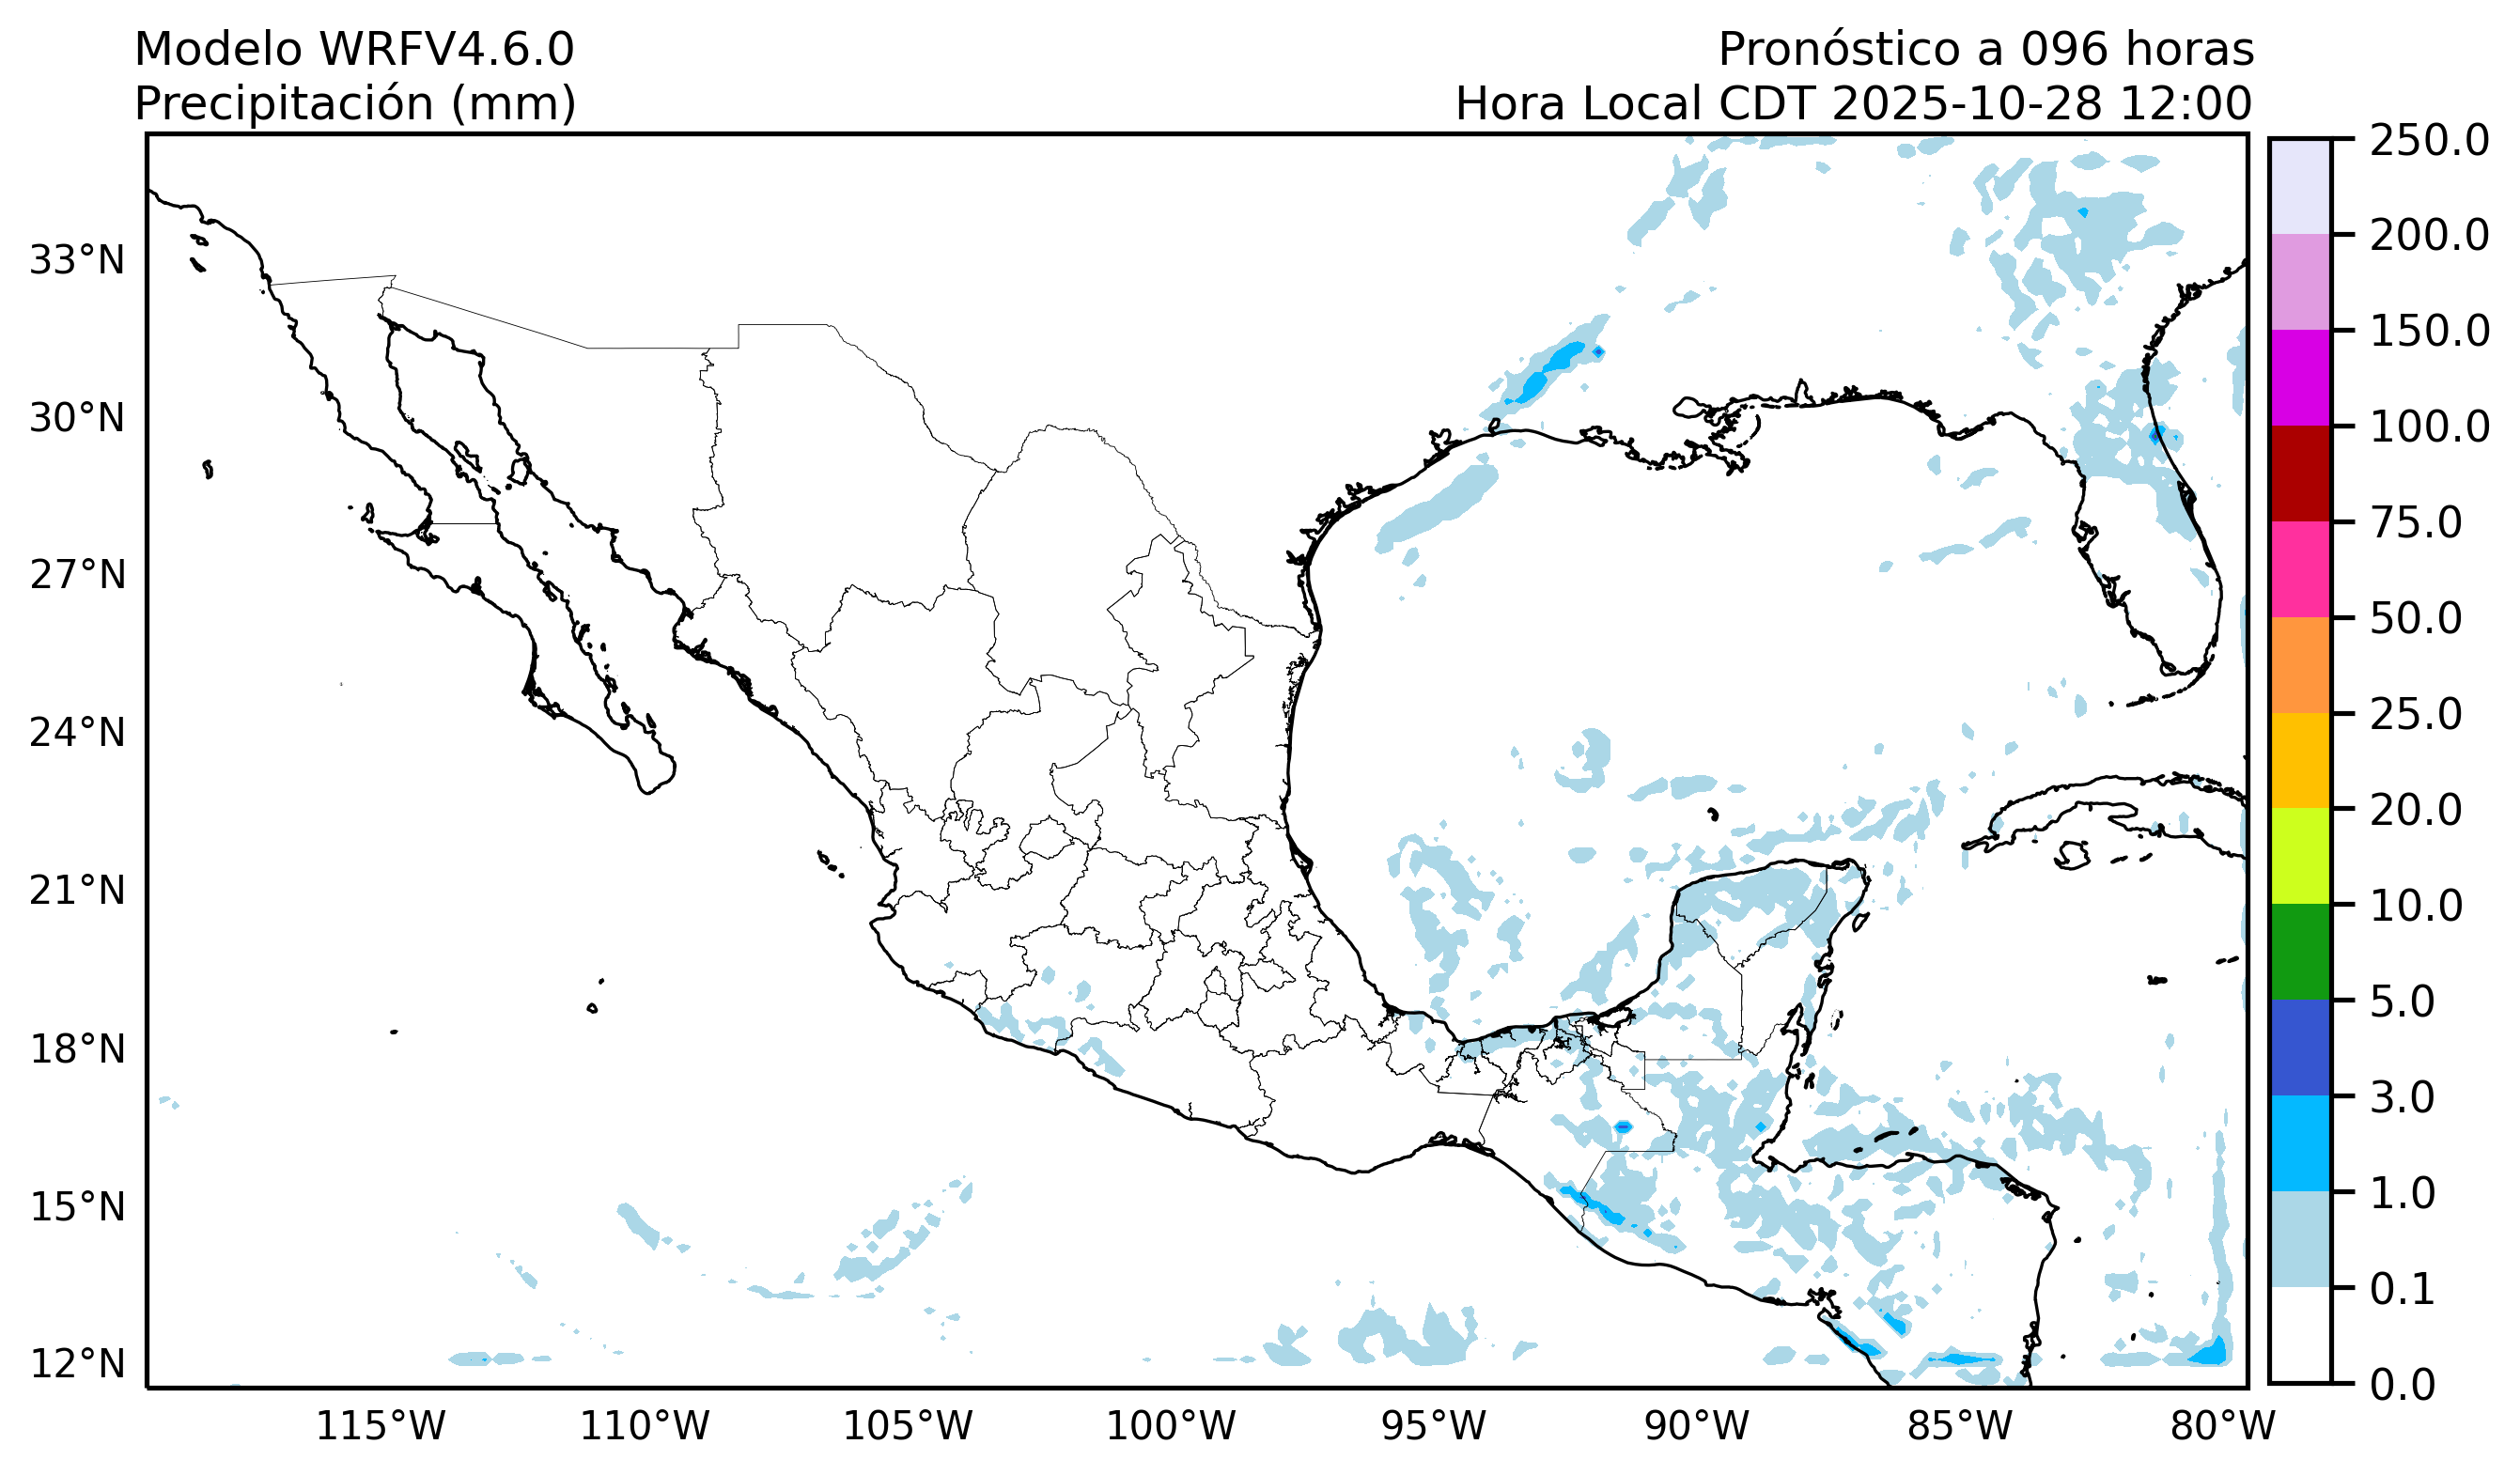 Modelo WRFV4.6.0
Precipitación (mm)
Pronóstico a 096 horas
Hora Local CDT 2025-10-28 12:00
33°N
30°N
27°N
24°N
21°N
18°N
15°N
12°N
115°W
110°W
105°W
100°W
95°W
90°W
85°W
80°W
250.0
200.0
150.0
100.0
75.0
50.0
25.0
20.0
10.0
5.0
3.0
1.0
0.1
0.0